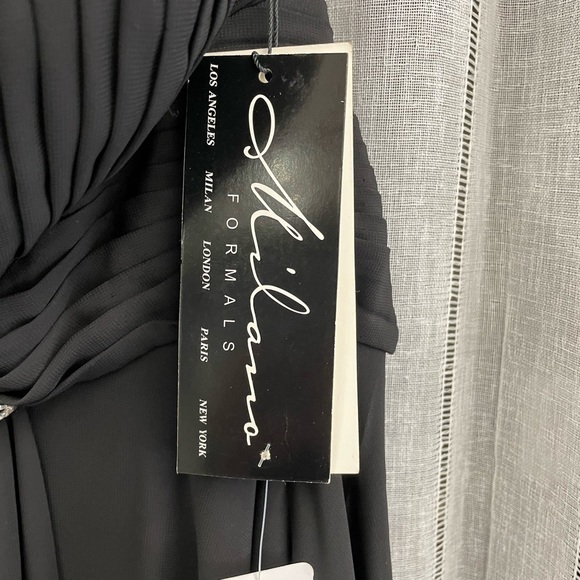 Milano
FORMALS
LOS ANGELES MILAN LONDON PARIS NEW YORK